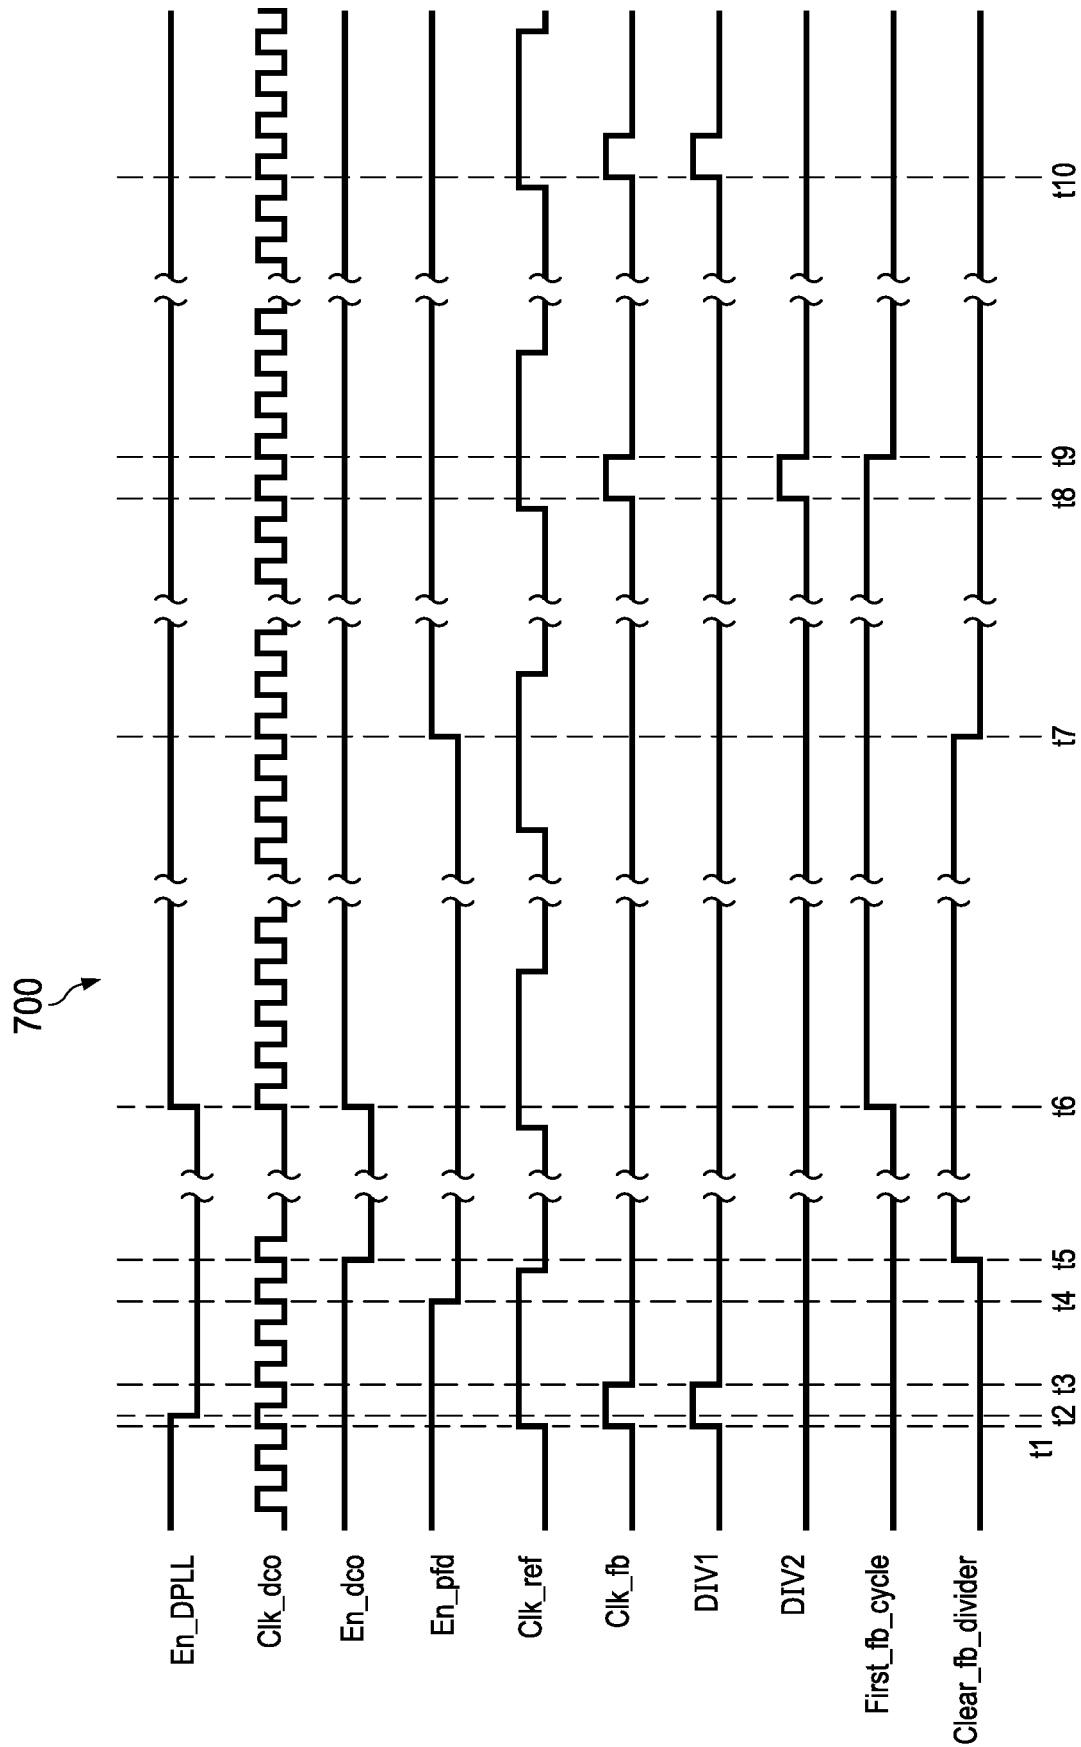 700
En_DPLL
Clk_dco
En_dco
En_pfd
Clk_ref
Clk_fb
DIV1
DIV2
First_fb_cycle
Clear_fb_divider
t1
t2
t3
t4
t5
t6
t7
t8
t9
t10